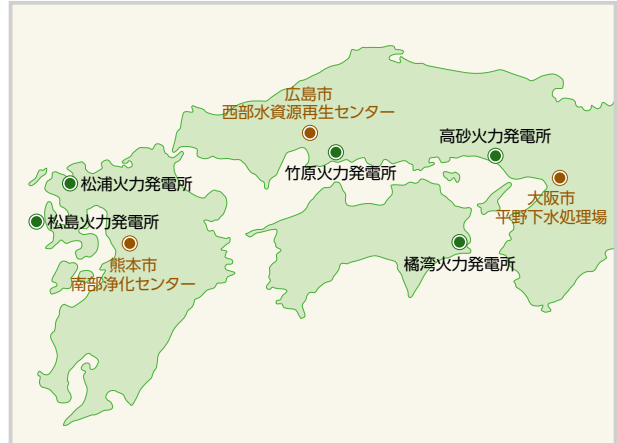 広島市
西部水資源再生センター
高砂火力発電所
竹原火力発電所
松浦火力発電所
大阪市
平野下水処理場
松島火力発電所
橘湾火力発電所
熊本市
南部浄化センター